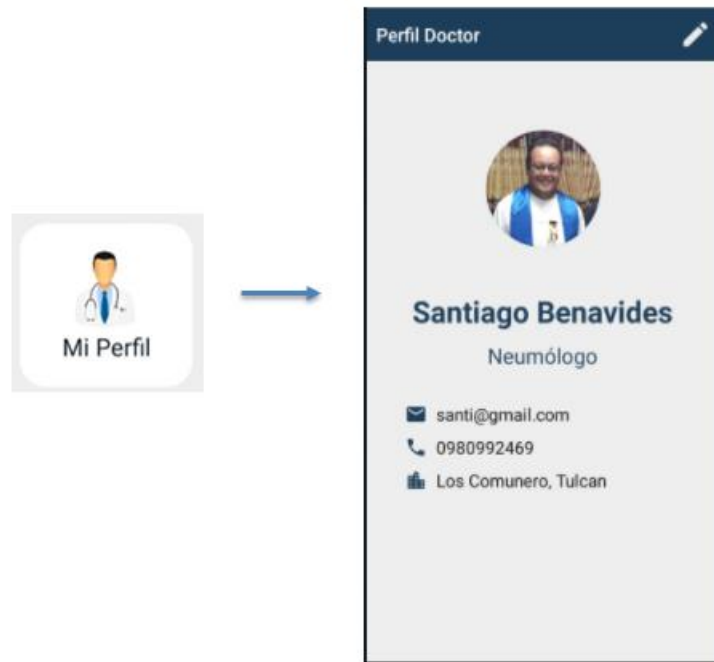 Mi Perfil
Perfil Doctor
Santiago Benavides
Neumólogo
santi@gmail.com
0980992469
Los Comunero, Tulcan